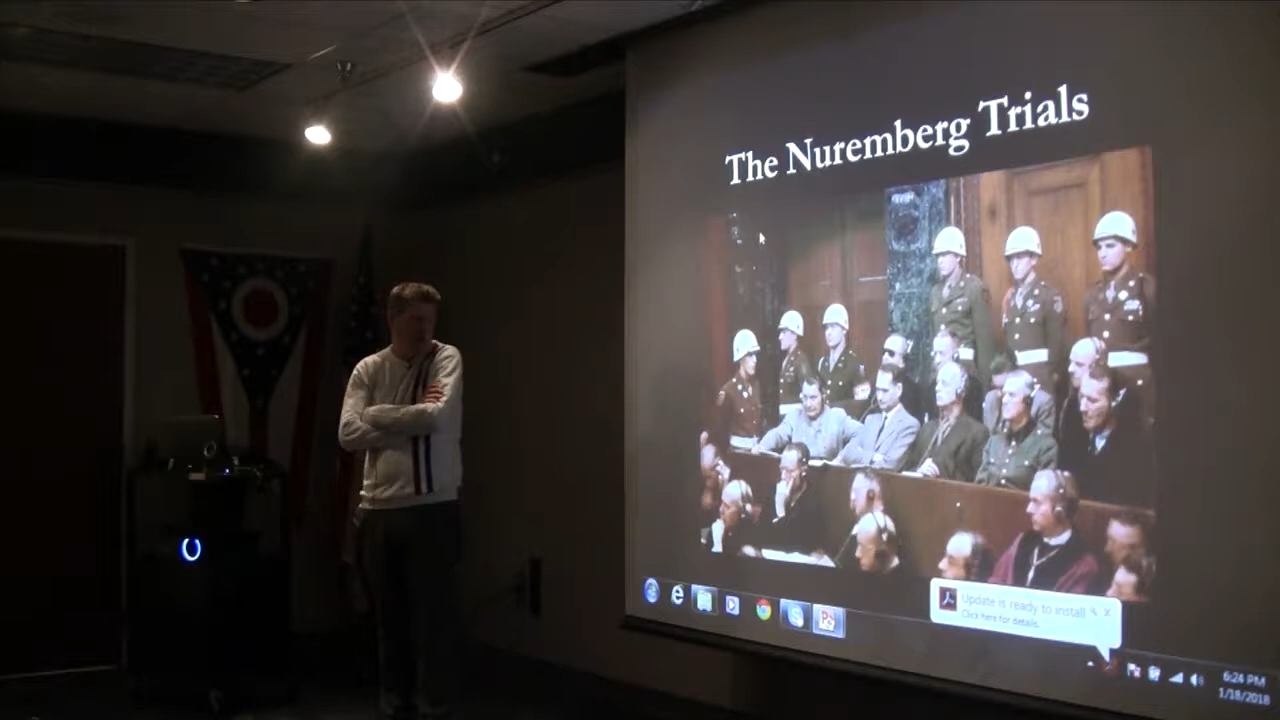 The Nuremberg Trials
Update is ready to install
Click here for details.
6:24 PM
1/18/2018